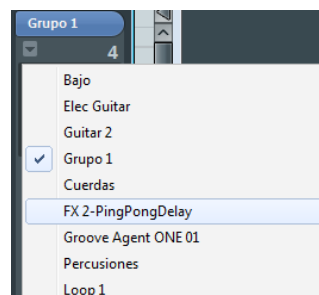 Grupo 1
4
Bajo
Elec Guitar
Guitar 2
Grupo 1
Cuerdas
FX 2-PingPongDelay
Groove Agent ONE 01
Percusiones
Loop 1